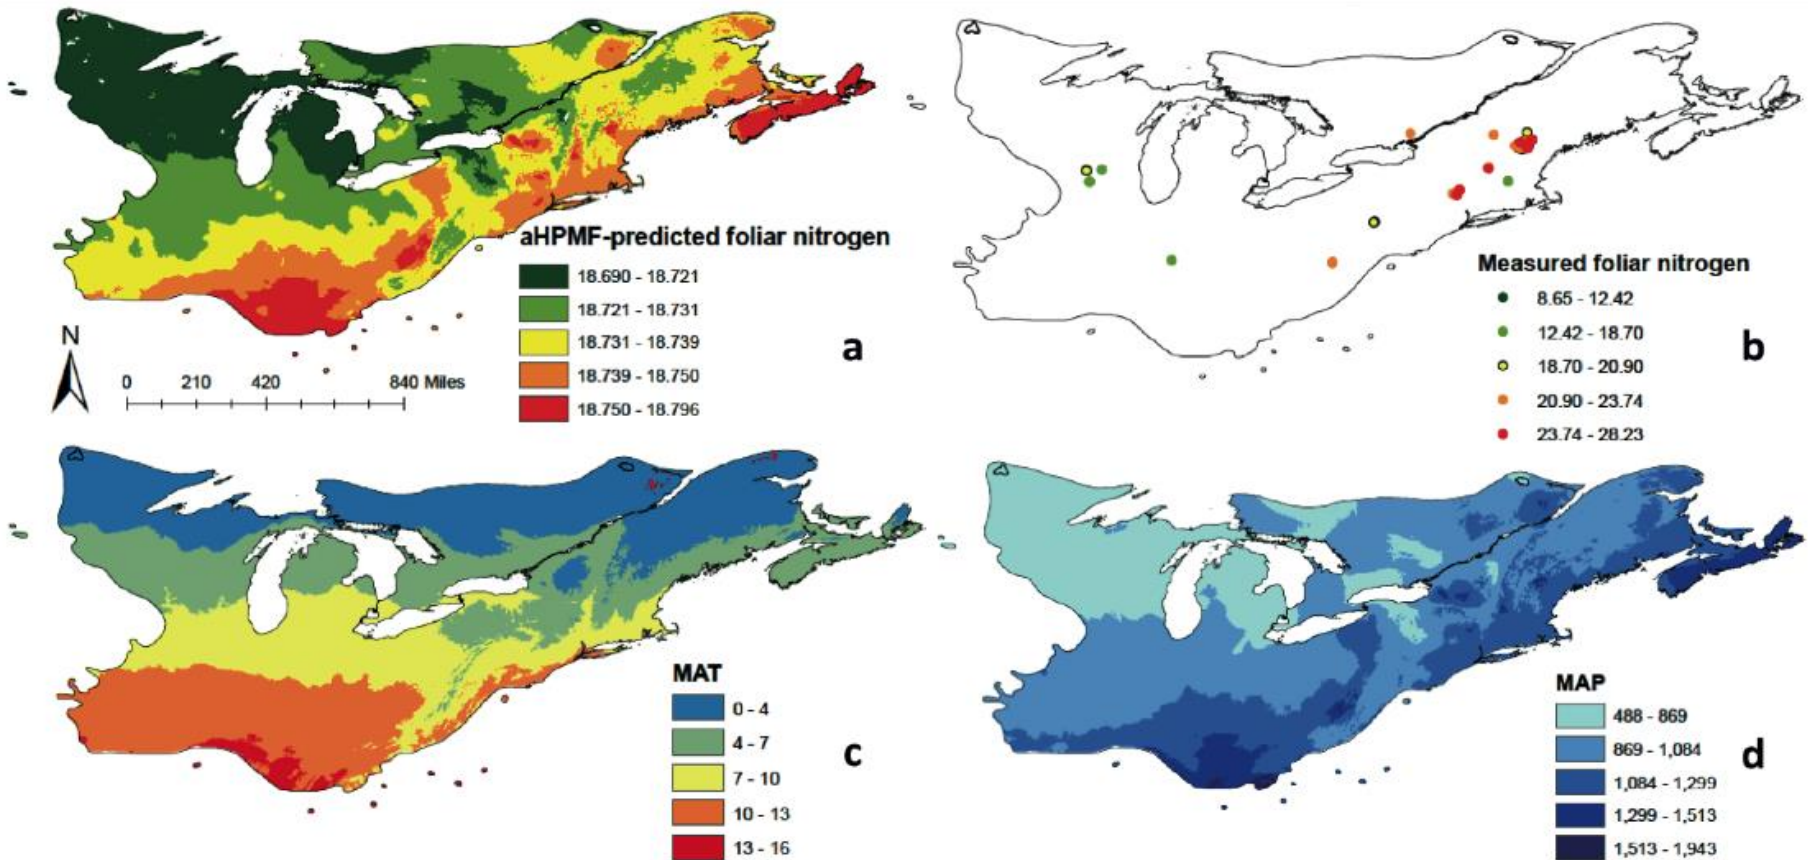 aHPMF-predicted foliar nitrogen
18.690 - 18.721
18.721 - 18.731
18.731 - 18.739
18.739 - 18.750
18.750 - 18.796
N
0 210 420 840 Miles
a
Measured foliar nitrogen
8.65 - 12.42
12.42 - 18.70
18.70 - 20.90
20.90 - 23.74
23.74 - 28.23
b
MAT
0 - 4
4 - 7
7 - 10
10 - 13
13 - 16
c
MAP
488 - 869
869 - 1,084
1,084 - 1,299
1,299 - 1,513
1,513 - 1,943
d